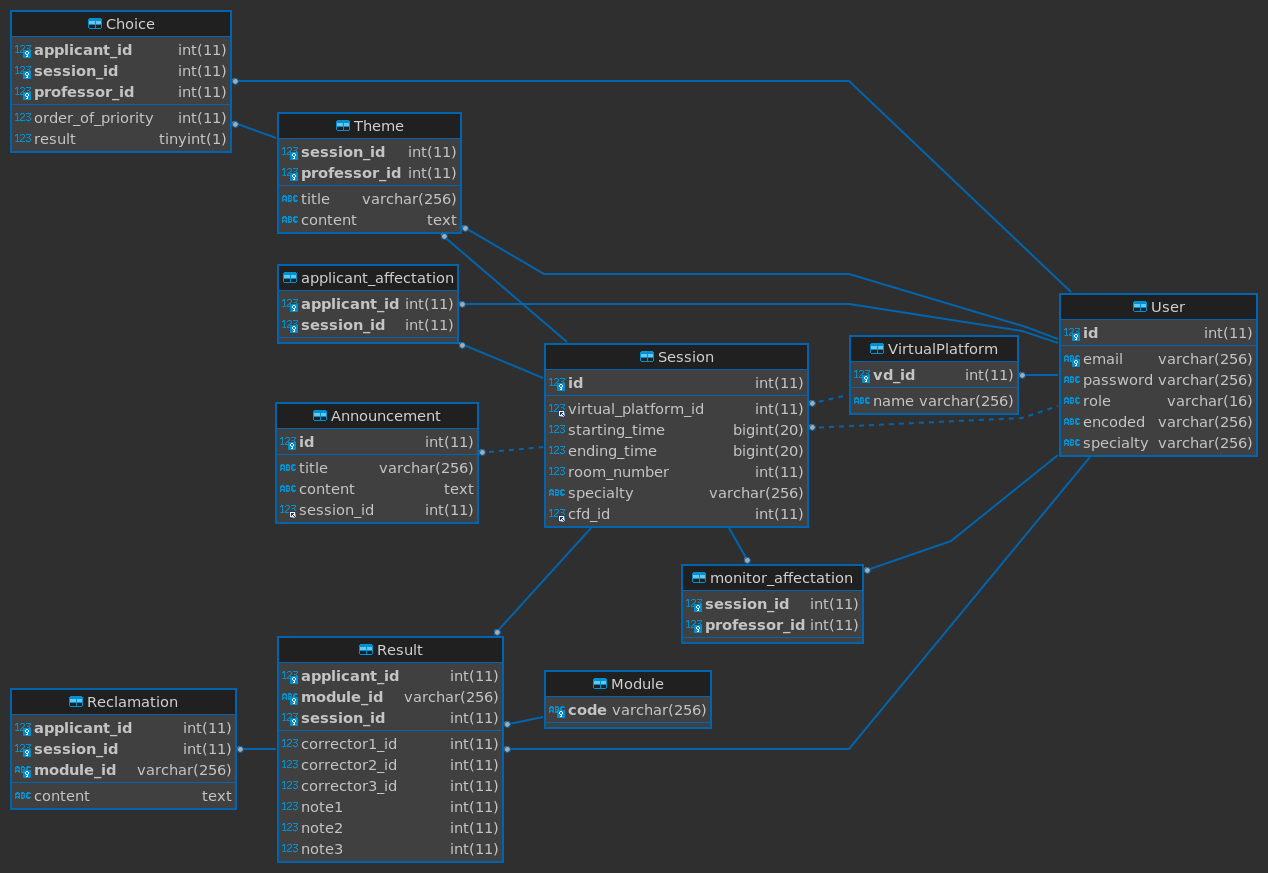 Choice
applicant_id int(11)
session_id int(11)
professor_id int(11)
order_of_priority int(11)
result tinyint(1)
Theme
session_id int(11)
professor_id int(11)
title varchar(256)
content text
applicant_affectation
applicant_id int(11)
session_id int(11)
User
id int(11)
email varchar(256)
password varchar(256)
role varchar(16)
encoded varchar(256)
specialty varchar(256)
VirtualPlatform
vd_id int(11)
name varchar(256)
Session
id int(11)
virtual_platform_id int(11)
starting_time bigint(20)
ending_time bigint(20)
room_number int(11)
specialty varchar(256)
cfd_id int(11)
Announcement
id int(11)
title varchar(256)
content text
session_id int(11)
monitor_affectation
session_id int(11)
professor_id int(11)
Result
applicant_id int(11)
module_id varchar(256)
session_id int(11)
corrector1_id int(11)
corrector2_id int(11)
corrector3_id int(11)
note1 int(11)
note2 int(11)
note3 int(11)
Module
code varchar(256)
Reclamation
applicant_id int(11)
session_id int(11)
module_id varchar(256)
content text